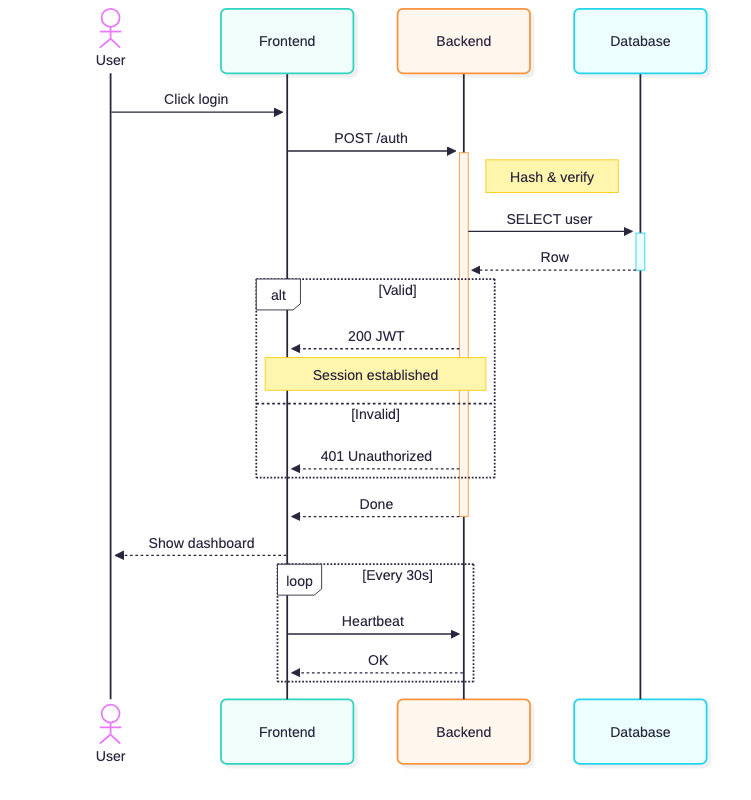 User
Frontend
Backend
Database
Click login
POST /auth
Hash & verify
SELECT user
Row
alt
[Valid]
200 JWT
Session established
[Invalid]
401 Unauthorized
Done
Show dashboard
loop
[Every 30s]
Heartbeat
OK
User
Frontend
Backend
Database